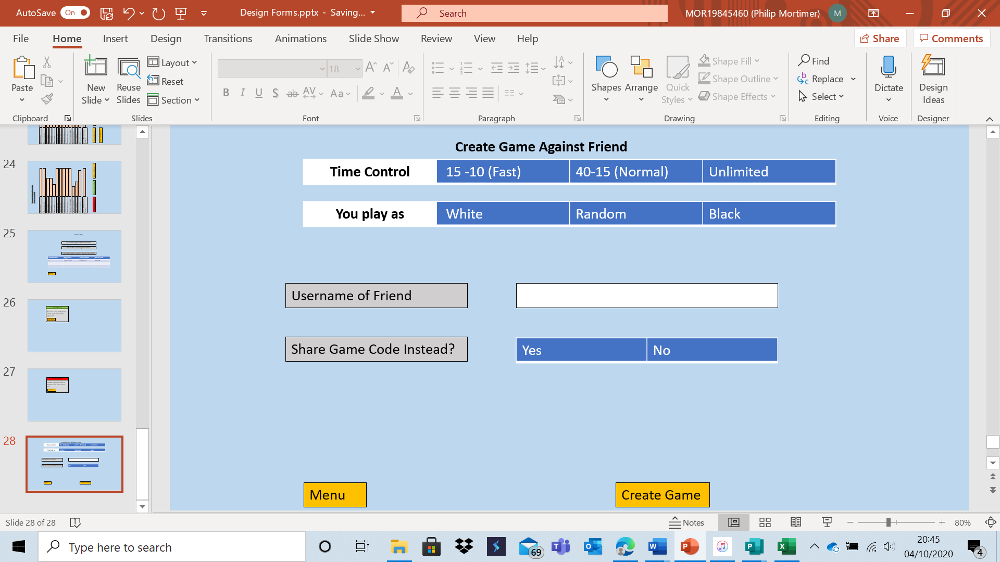 AutoSave On Design Forms.pptx - Saving... Search MOR19845460 (Philip Mortimer) M
File Home Insert Design Transitions Animations Slide Show Review View Help Share Comments
Paste
New Slide
Reuse Slides
Layout
Reset
Section
18
B I U S ab AV Aa A
Shapes
Arrange
Quick Styles
Shape Fill
Shape Outline
Shape Effects
Find
Replace
Select
Dictate
Design Ideas
Clipboard Slides Font Paragraph Drawing Editing Voice Designer
24
25
26
27
28
Create Game Against Friend
Time Control 15 -10 (Fast) 40-15 (Normal) Unlimited
You play as White Random Black
Username of Friend
Share Game Code Instead? Yes No
Menu Create Game
Slide 28 of 28 Notes 80%
Type here to search 69 20:45
04/10/2020 4